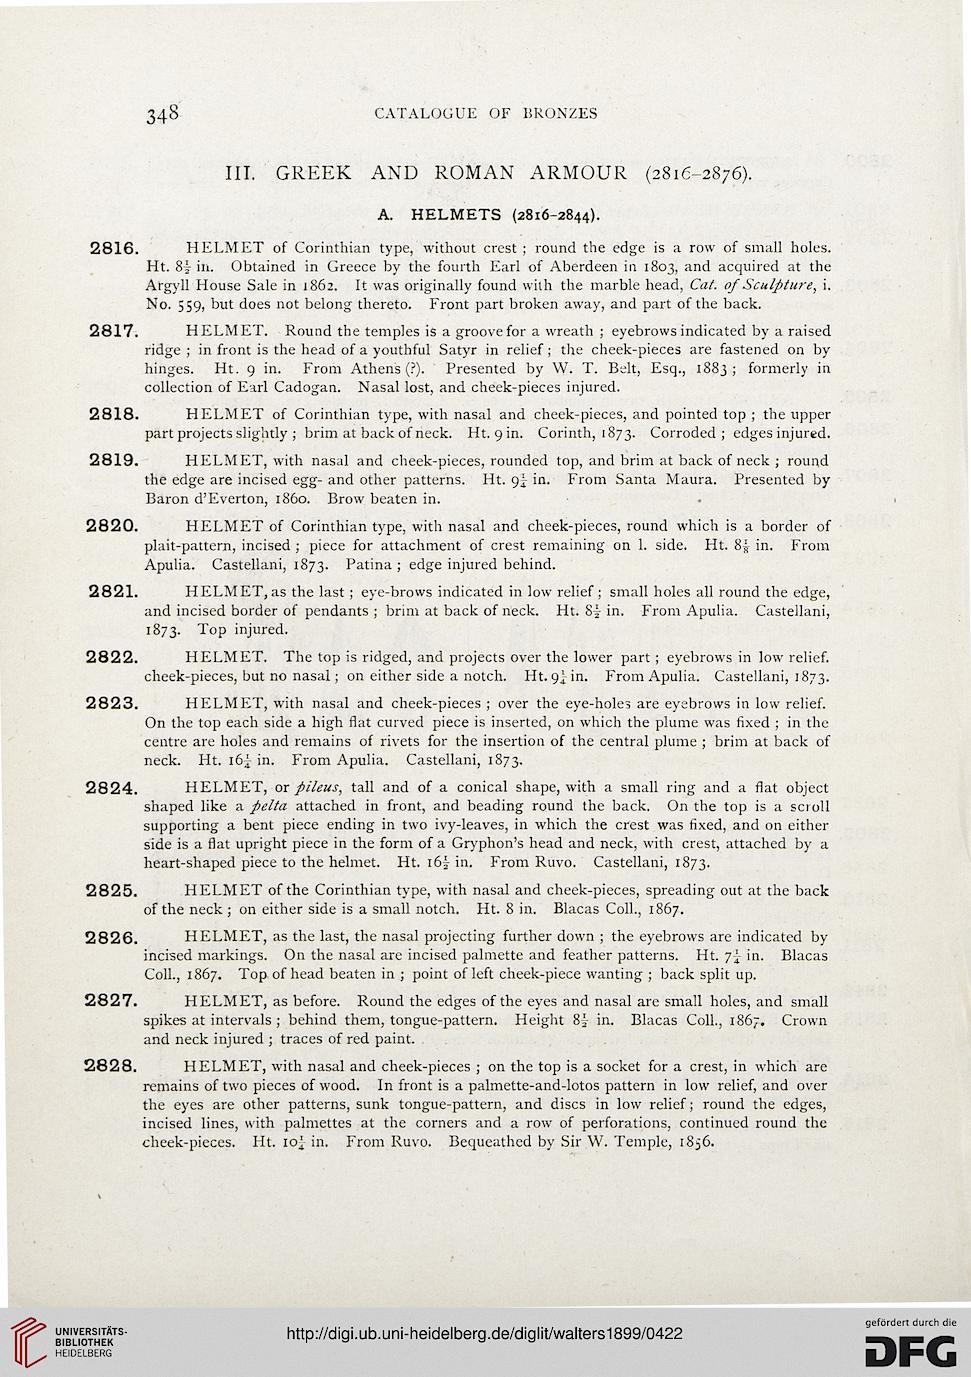 348
CATALOGUE OF BRONZES
III. GREEK AND ROMAN ARMOUR (2816–2876).
A. HELMETS (2816–2844).
2816. HELMET of Corinthian type, without crest ; round the edge is a row of small holes.
Ht. 8½ in. Obtained in Greece by the fourth Earl of Aberdeen in 1803, and acquired at the
Argyll House Sale in 1862. It was originally found with the marble head, Cat. of Sculpture, i.
No. 559, but does not belong thereto. Front part broken away, and part of the back.
2817. HELMET. Round the temples is a groove for a wreath ; eyebrows indicated by a raised
ridge ; in front is the head of a youthful Satyr in relief ; the cheek-pieces are fastened on by
hinges. Ht. 9 in. From Athens (?). Presented by W. T. Belt, Esq., 1883 ; formerly in
collection of Earl Cadogan. Nasal lost, and cheek-pieces injured.
2818. HELMET of Corinthian type, with nasal and cheek-pieces, and pointed top ; the upper
part projects slightly ; brim at back of neck. Ht. 9 in. Corinth, 1873. Corroded ; edges injured.
2819. HELMET, with nasal and cheek-pieces, rounded top, and brim at back of neck ; round
the edge are incised egg- and other patterns. Ht. 9¼ in. From Santa Maura. Presented by
Baron d'Everton, 1860. Brow beaten in.
2820. HELMET of Corinthian type, with nasal and cheek-pieces, round which is a border of
plait-pattern, incised ; piece for attachment of crest remaining on l. side. Ht. 8⅛ in. From
Apulia. Castellani, 1873. Patina ; edge injured behind.
2821. HELMET, as the last ; eye-brows indicated in low relief ; small holes all round the edge,
and incised border of pendants ; brim at back of neck. Ht. 8½ in. From Apulia. Castellani,
1873. Top injured.
2822. HELMET. The top is ridged, and projects over the lower part ; eyebrows in low relief.
cheek-pieces, but no nasal ; on either side a notch. Ht. 9¼ in. From Apulia. Castellani, 1873.
2823. HELMET, with nasal and cheek-pieces ; over the eye-holes are eyebrows in low relief.
On the top each side a high flat curved piece is inserted, on which the plume was fixed ; in the
centre are holes and remains of rivets for the insertion of the central plume ; brim at back of
neck. Ht. 16¼ in. From Apulia. Castellani, 1873.
2824. HELMET, or pileus, tall and of a conical shape, with a small ring and a flat object
shaped like a pelta attached in front, and beading round the back. On the top is a scroll
supporting a bent piece ending in two ivy-leaves, in which the crest was fixed, and on either
side is a flat upright piece in the form of a Gryphon's head and neck, with crest, attached by a
heart-shaped piece to the helmet. Ht. 16½ in. From Ruvo. Castellani, 1873.
2825. HELMET of the Corinthian type, with nasal and cheek-pieces, spreading out at the back
of the neck ; on either side is a small notch. Ht. 8 in. Blacas Coll., 1867.
2826. HELMET, as the last, the nasal projecting further down ; the eyebrows are indicated by
incised markings. On the nasal are incised palmette and feather patterns. Ht. 7¼ in. Blacas
Coll., 1867. Top of head beaten in ; point of left cheek-piece wanting ; back split up.
2827. HELMET, as before. Round the edges of the eyes and nasal are small holes, and small
spikes at intervals ; behind them, tongue-pattern. Height 8½ in. Blacas Coll., 1867. Crown
and neck injured ; traces of red paint.
2828. HELMET, with nasal and cheek-pieces ; on the top is a socket for a crest, in which are
remains of two pieces of wood. In front is a palmette-and-lotos pattern in low relief, and over
the eyes are other patterns, sunk tongue-pattern, and discs in low relief ; round the edges,
incised lines, with palmettes at the corners and a row of perforations, continued round the
cheek-pieces. Ht. 10¼ in. From Ruvo. Bequeathed by Sir W. Temple, 1856.
UNIVERSITÄTS-
BIBLIOTHEK
HEIDELBERG
http://digi.ub.uni-heidelberg.de/diglit/walters1899/0422
gefördert durch die
DFG